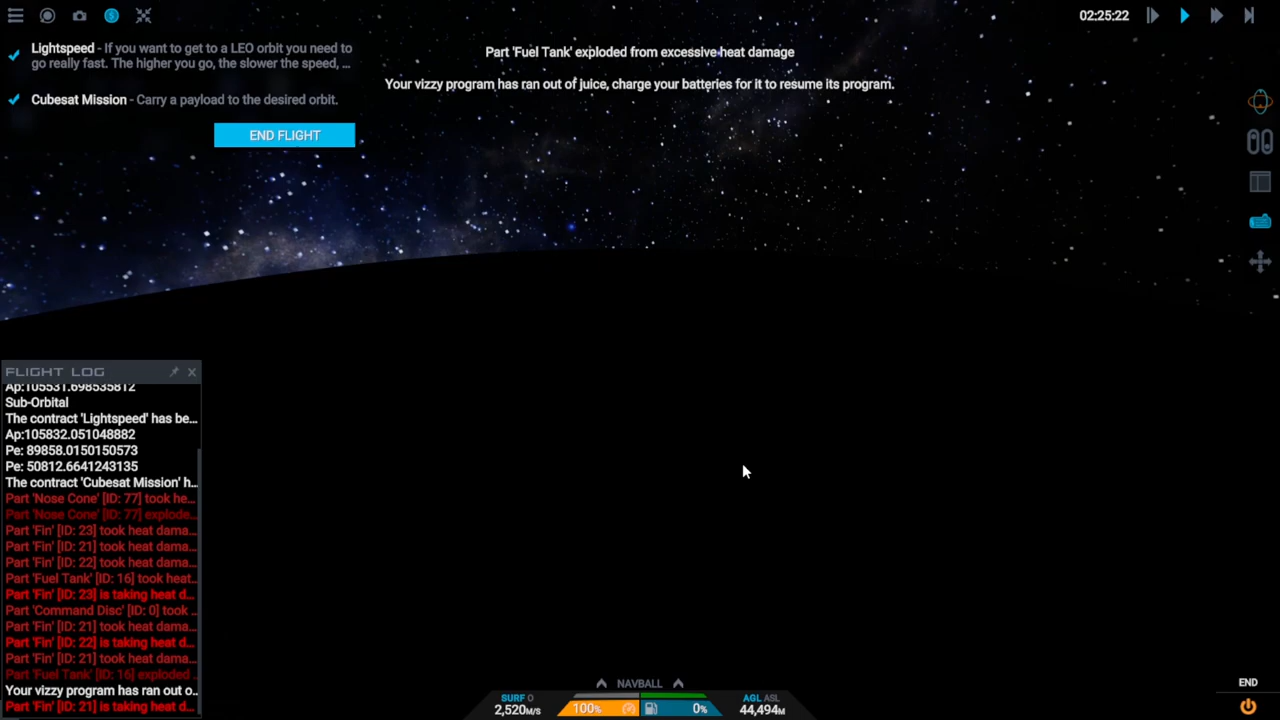 02:25:22
Lightspeed - If you want to get to a LEO orbit you need to
go really fast. The higher you go, the slower the speed, ...
Cubesat Mission - Carry a payload to the desired orbit.
END FLIGHT
Part 'Fuel Tank' exploded from excessive heat damage
Your vizzy program has ran out of juice, charge your batteries for it to resume its program.
FLIGHT LOG
Ap:105531.698535812
Sub-Orbital
The contract 'Lightspeed' has be...
Ap:105832.051048882
Pe: 89858.0150150573
Pe: 50812.6641243135
The contract 'Cubesat Mission' h...
Part 'Nose Cone' [ID: 77] took he...
Part 'Nose Cone' [ID: 77] explode...
Part 'Fin' [ID: 23] took heat dama...
Part 'Fin' [ID: 21] took heat dama...
Part 'Fin' [ID: 22] took heat dama...
Part 'Fuel Tank' [ID: 16] took heat...
Part 'Fin' [ID: 23] is taking heat d...
Part 'Command Disc' [ID: 0] took ...
Part 'Fin' [ID: 21] took heat dama...
Part 'Fin' [ID: 22] is taking heat d...
Part 'Fin' [ID: 21] took heat dama...
Part 'Fuel Tank' [ID: 16] exploded ...
Your vizzy program has ran out o...
Part 'Fin' [ID: 21] is taking heat d...
NAVBALL
SURF O
2,520M/S
100%
0%
AGL ASL
44,494M
END